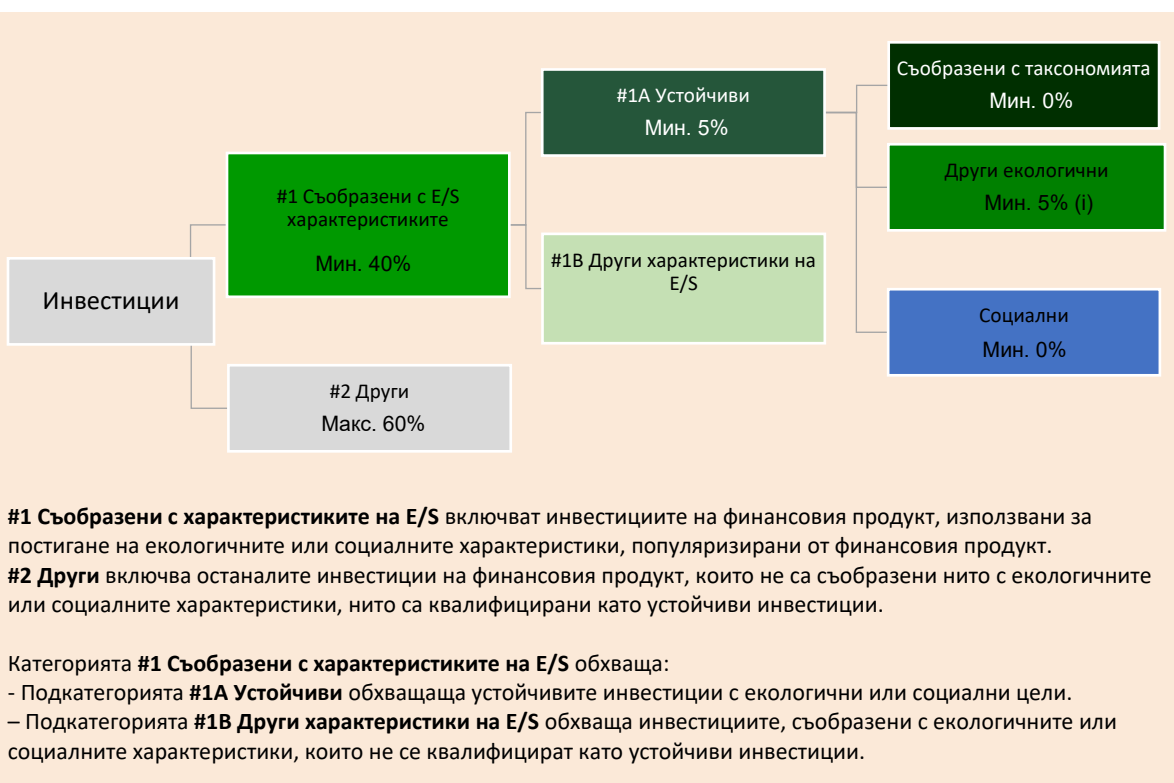 Инвестиции
#1 Съобразени с E/S
характеристиките
Мин. 40%
#2 Други
Макс. 60%
#1A Устойчиви
Мин. 5%
#1B Други характеристики на
E/S
Съобразени с таксономията
Мин. 0%
Други екологични
Мин. 5% (i)
Социални
Мин. 0%
#1 Съобразени с характеристиките на E/S включват инвестициите на финансовия продукт, използвани за
постигане на екологичните или социалните характеристики, популяризирани от финансовия продукт.
#2 Други включва останалите инвестиции на финансовия продукт, които не са съобразени нито с екологичните
или социалните характеристики, нито са квалифицирани като устойчиви инвестиции.
Категорията #1 Съобразени с характеристиките на E/S обхваща:
- Подкатегорията #1A Устойчиви обхващаща устойчивите инвестиции с екологични или социални цели.
– Подкатегорията #1B Други характеристики на E/S обхваща инвестициите, съобразени с екологичните или
социалните характеристики, които не се квалифицират като устойчиви инвестиции.